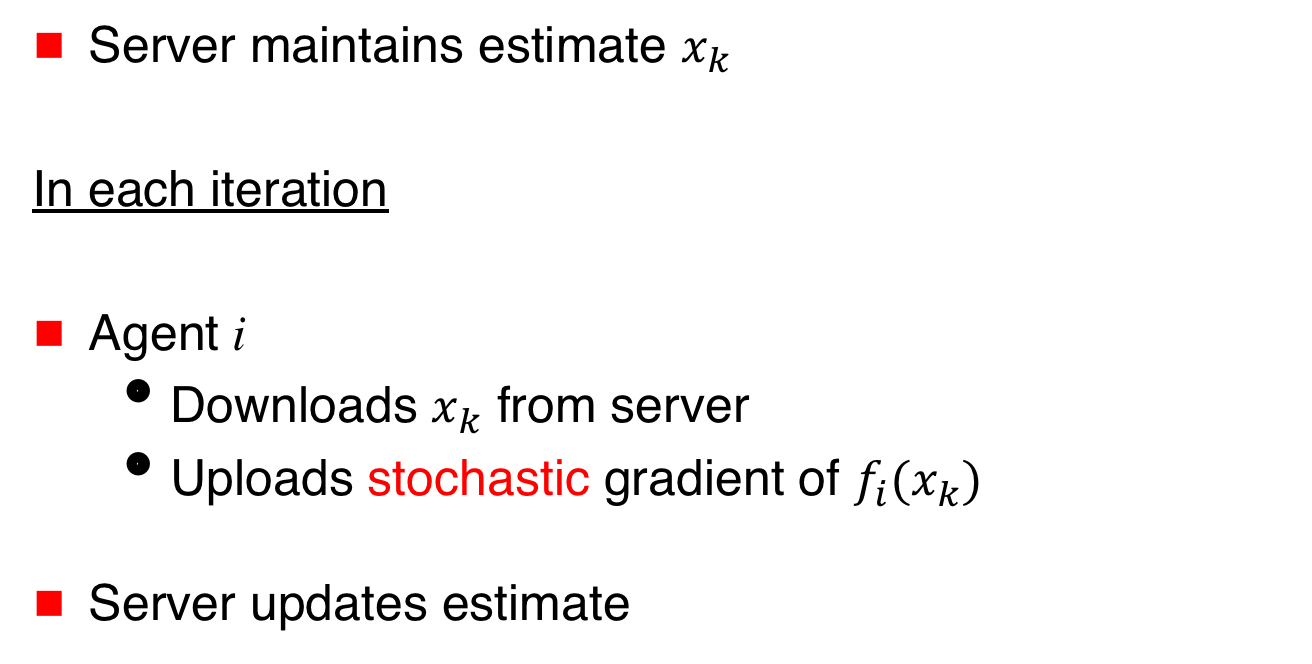 ■ Server maintains estimate $x_k$
In each iteration
■ Agent $i$
• Downloads $x_k$ from server
• Uploads stochastic gradient of $f_i(x_k)$
■ Server updates estimate